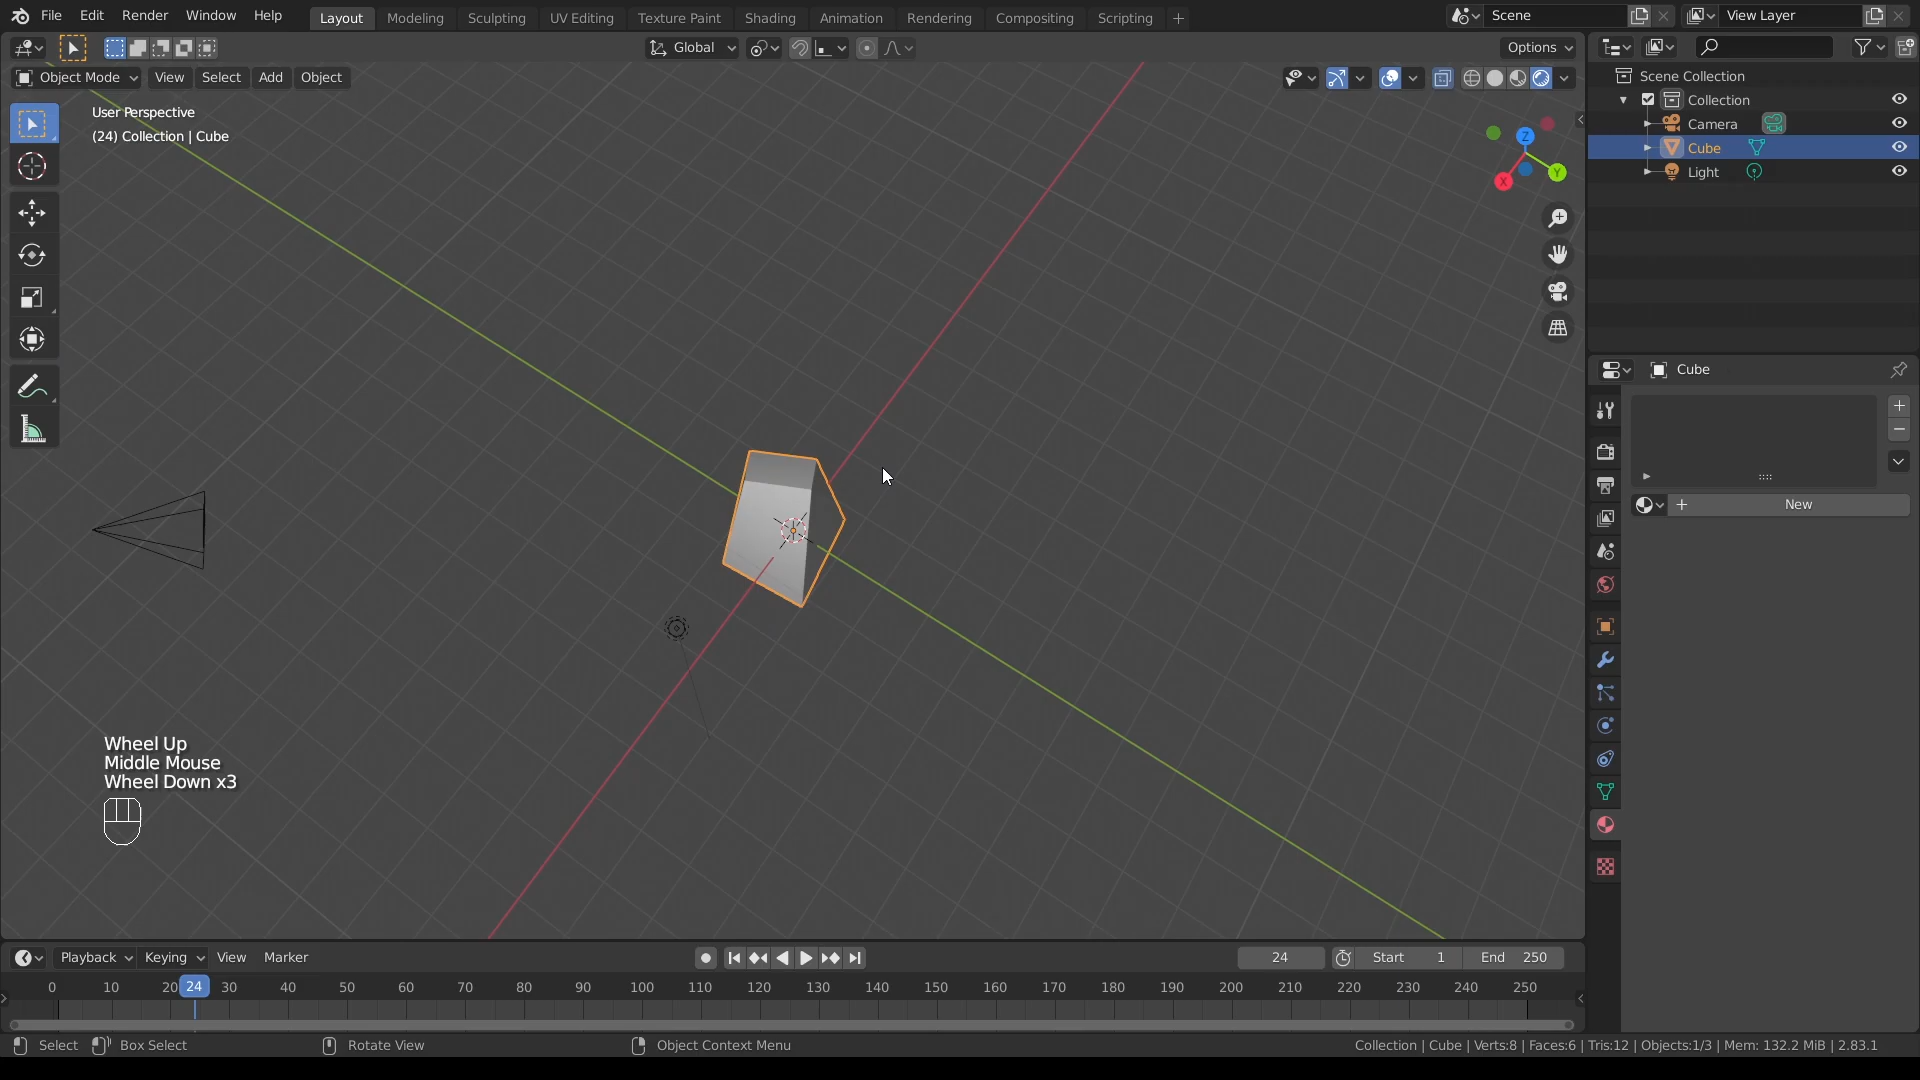 File Edit Render Window Help Layout Modeling Sculpting UV Editing Texture Paint Shading Animation Rendering Compositing Scripting + Scene View Layer
Global Options
Object Mode View Select Add Object
User Perspective
(24) Collection | Cube
Z
Y
X
Scene Collection
Collection
Camera
Cube
Light
Cube
New
Wheel Up
Middle Mouse
Wheel Down x3
Playback Keying View Marker 24 Start 1 End 250
0 10 20 24 30 40 50 60 70 80 90 100 110 120 130 140 150 160 170 180 190 200 210 220 230 240 250
Select Box Select Rotate View Object Context Menu Collection | Cube | Verts:8 | Faces:6 | Tris:12 | Objects:1/3 | Mem: 132.2 MiB | 2.83.1